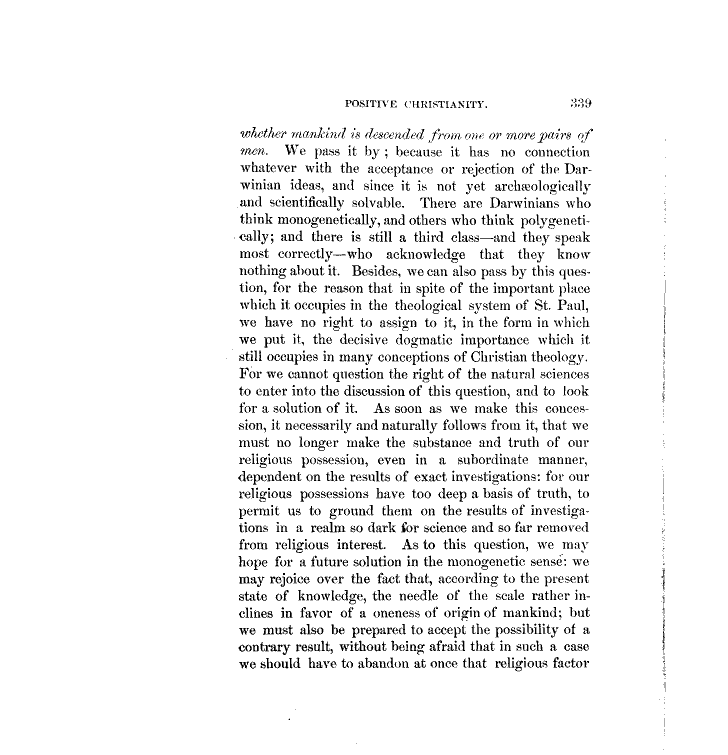 POSITIVE CHRISTIANITY. 339
whether mankind is descended from one or more pairs of
men. We pass it by ; because it has no connection
whatever with the acceptance or rejection of the Dar-
winian ideas, and since it is not yet archæologically
and scientifically solvable. There are Darwinians who
think monogenetically, and others who think polygeneti-
cally; and there is still a third class—and they speak
most correctly—who acknowledge that they know
nothing about it. Besides, we can also pass by this ques-
tion, for the reason that in spite of the important place
which it occupies in the theological system of St. Paul,
we have no right to assign to it, in the form in which
we put it, the decisive dogmatic importance which it
still occupies in many conceptions of Christian theology.
For we cannot question the right of the natural sciences
to enter into the discussion of this question, and to look
for a solution of it. As soon as we make this conces-
sion, it necessarily and naturally follows from it, that we
must no longer make the substance and truth of our
religious possession, even in a subordinate manner,
dependent on the results of exact investigations: for our
religious possessions have too deep a basis of truth, to
permit us to ground them on the results of investiga-
tions in a realm so dark for science and so far removed
from religious interest. As to this question, we may
hope for a future solution in the monogenetic sense: we
may rejoice over the fact that, according to the present
state of knowledge, the needle of the scale rather in-
clines in favor of a oneness of origin of mankind; but
we must also be prepared to accept the possibility of a
contrary result, without being afraid that in such a case
we should have to abandon at once that religious factor